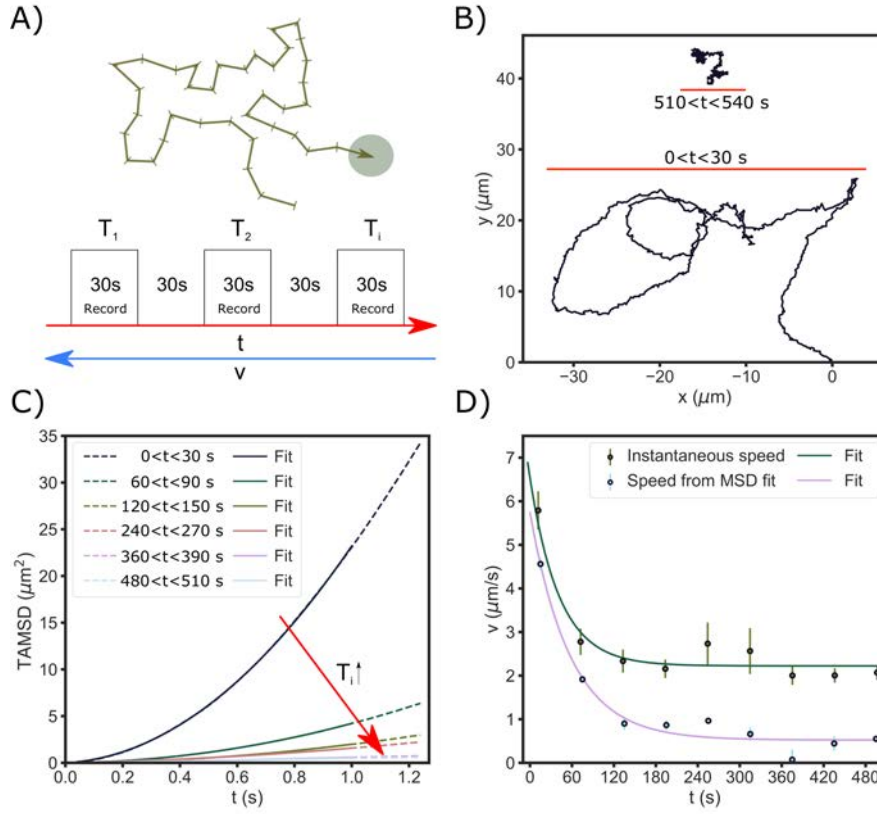 A)
T1 T2 Ti
30s 30s 30s 30s 30s
Record Record Record
t
v
B)
510<t<540 s
0<t<30 s
y (μm)
40
30
20
10
0
−30 −20 −10 0
x (μm)
C)
0<t<30 s Fit
60<t<90 s Fit
120<t<150 s Fit
240<t<270 s Fit
360<t<390 s Fit
480<t<510 s Fit
Ti↑
TAMSD (μm²)
35
30
25
20
15
10
5
0
0.0 0.2 0.4 0.6 0.8 1.0 1.2
t (s)
D)
Instantaneous speed Fit
Speed from MSD fit Fit
v (μm/s)
7
6
5
4
3
2
1
0
0 60 120 180 240 300 360 420 480
t (s)